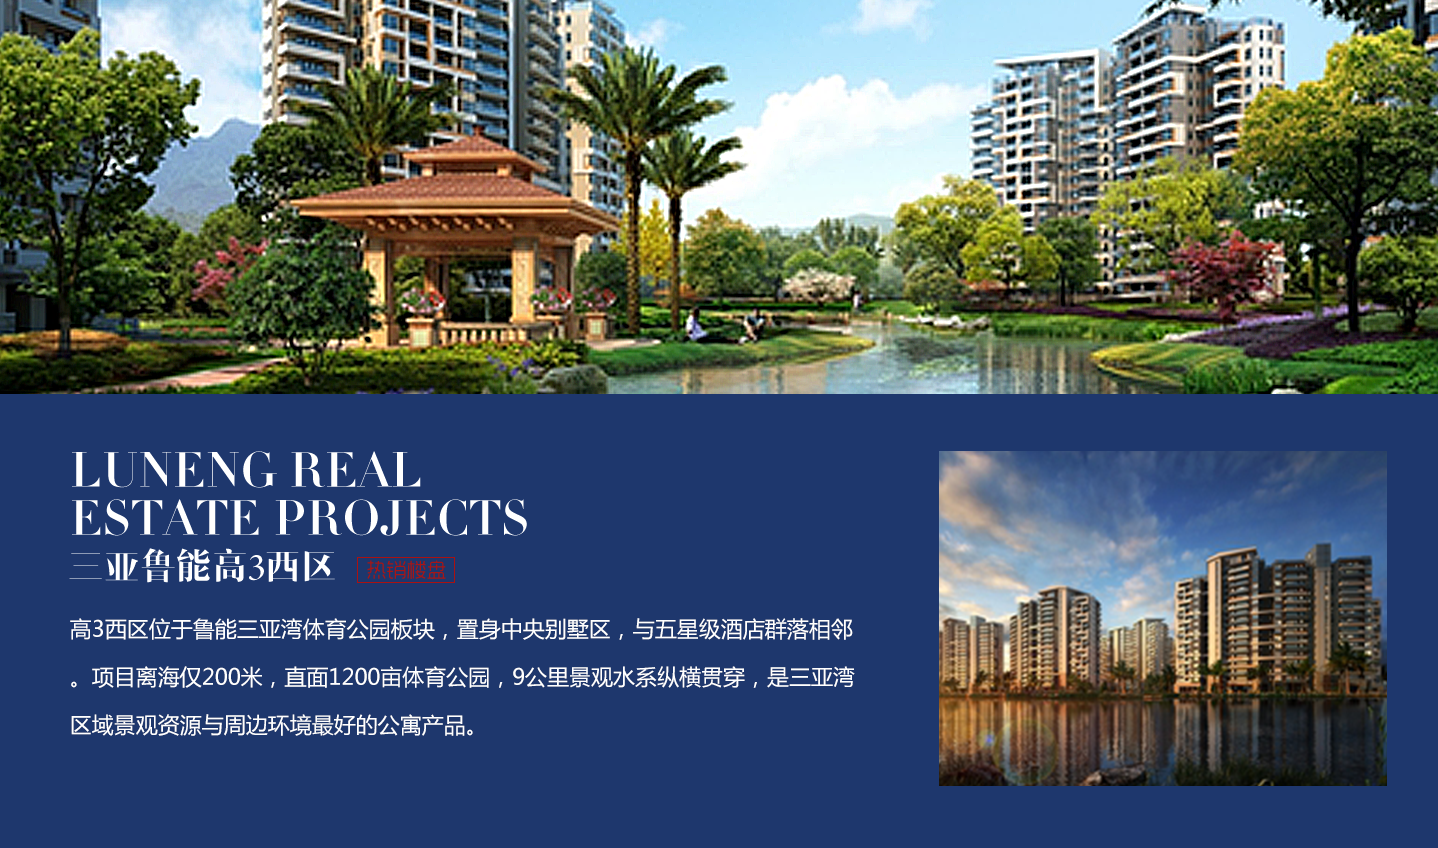 LUNENG REAL
ESTATE PROJECTS
三亚鲁能高3西区 热销楼盘
高3西区位于鲁能三亚湾体育公园板块，置身中央别墅区，与五星级酒店群落相邻
。项目离海仅200米，直面1200亩体育公园，9公里景观水系纵横贯穿，是三亚湾
区域景观资源与周边环境最好的公寓产品。